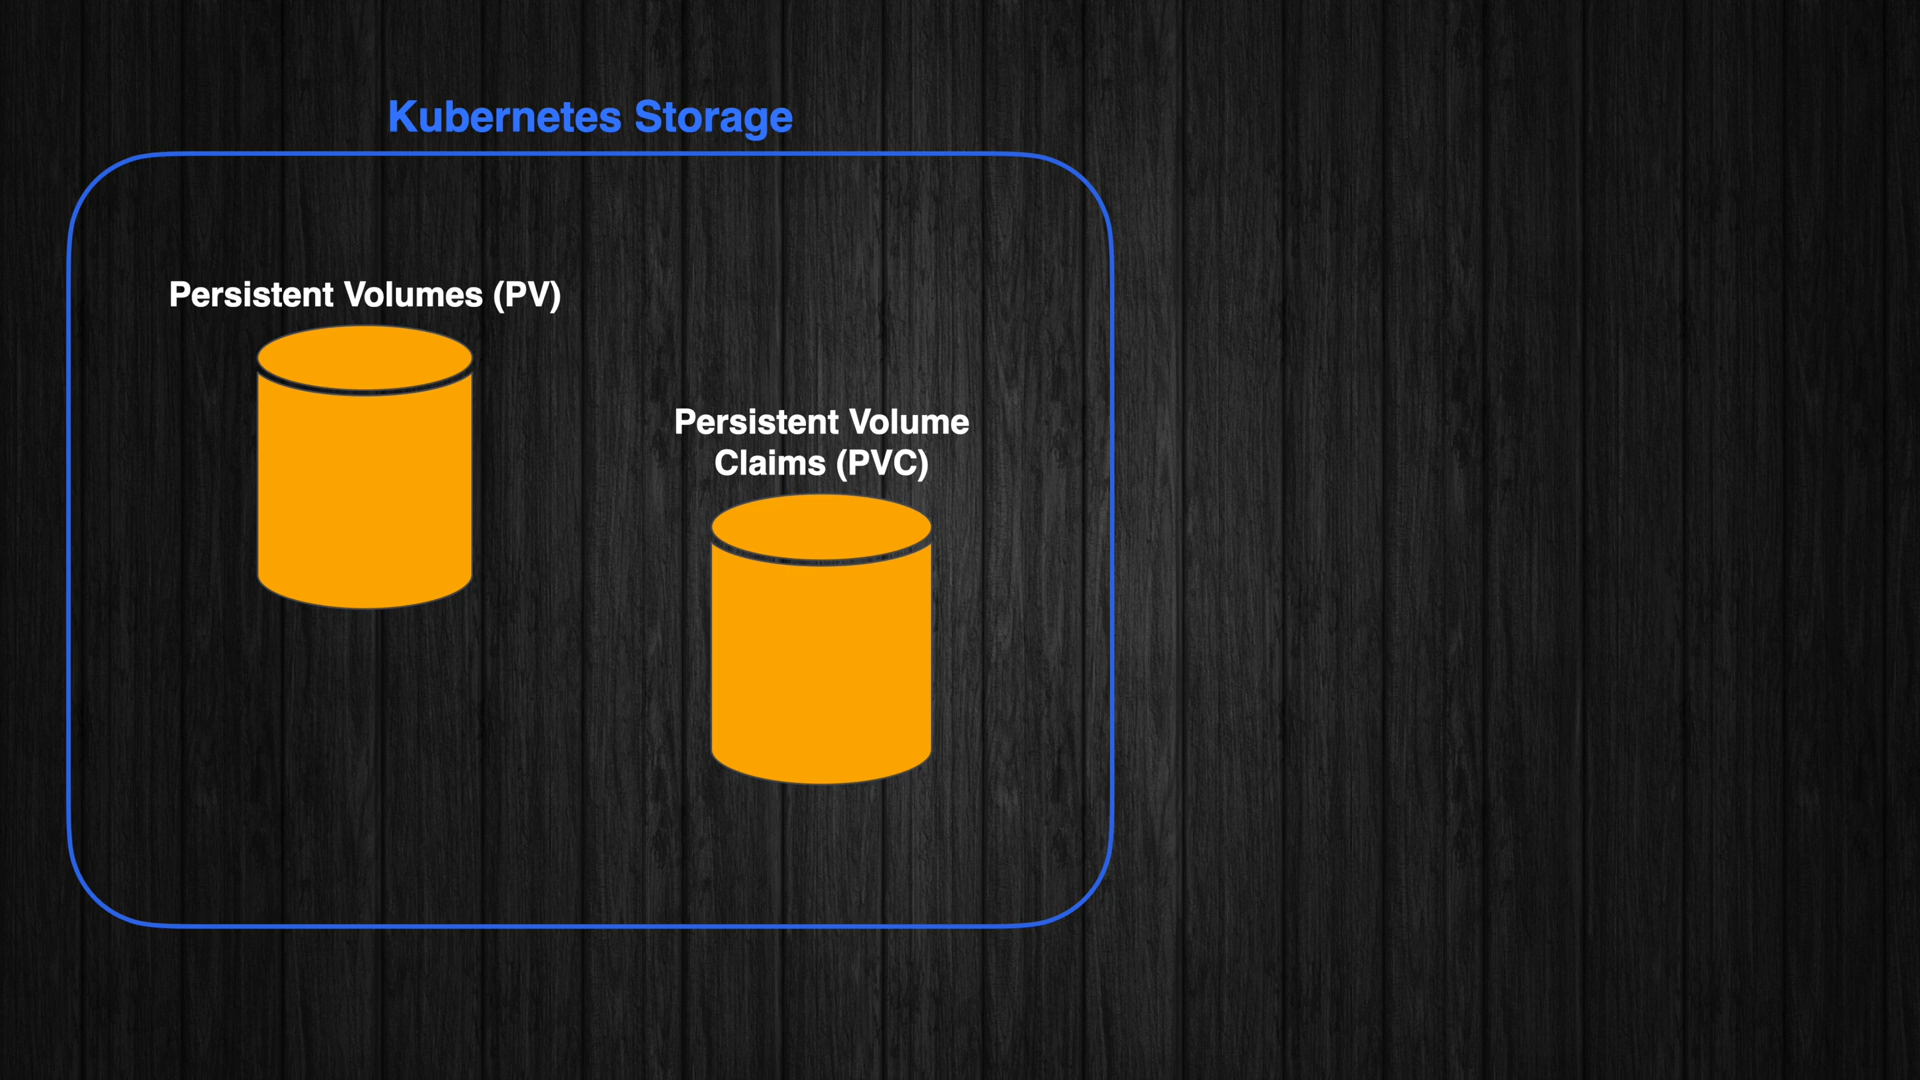 Kubernetes Storage
Persistent Volumes (PV)
Persistent Volume
Claims (PVC)